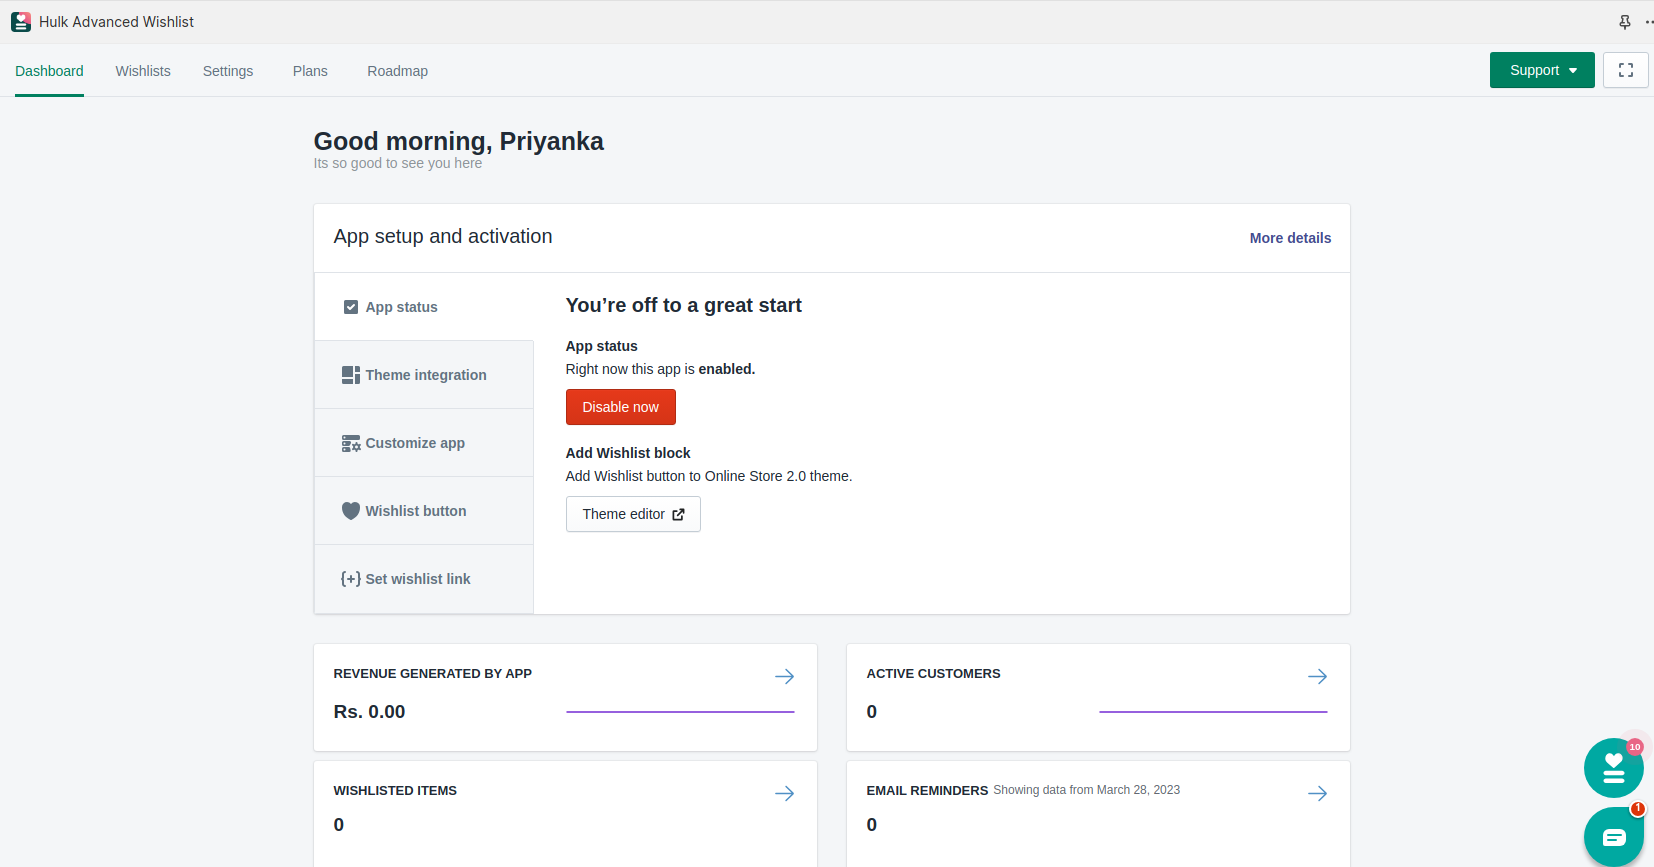 Hulk Advanced Wishlist
Dashboard Wishlists Settings Plans Roadmap Support
Good morning, Priyanka
Its so good to see you here
App setup and activation More details
App status
Theme integration
Customize app
Wishlist button
Set wishlist link
You’re off to a great start
App status
Right now this app is enabled.
Disable now
Add Wishlist block
Add Wishlist button to Online Store 2.0 theme.
Theme editor
REVENUE GENERATED BY APP
Rs. 0.00
ACTIVE CUSTOMERS
0
WISHLISTED ITEMS
0
EMAIL REMINDERS Showing data from March 28, 2023
0
10
1